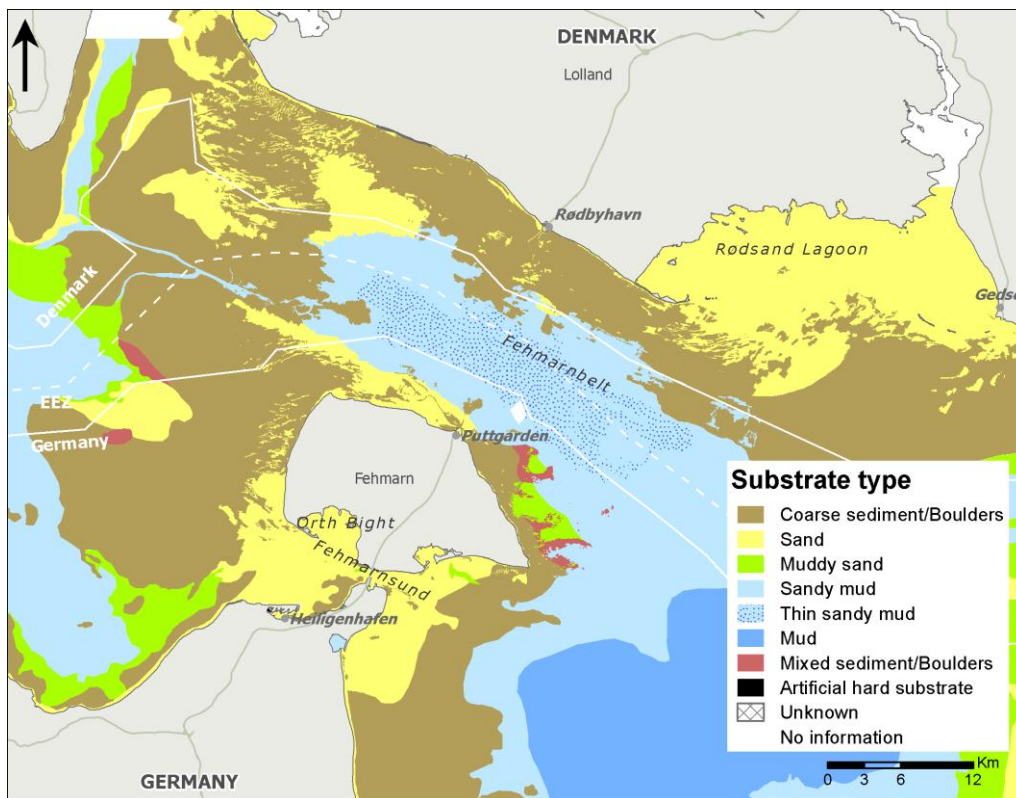 DENMARK
Lolland
Rødbyhavn
Rødsand Lagoon
Denmark
Fehmarnbelt
EEZ
Germany
Puttgarden
Fehmarn
Orth Bight
Fehmarnsund
Heiligenhafen
GERMANY
Substrate type
Coarse sediment/Boulders
Sand
Muddy sand
Sandy mud
Thin sandy mud
Mud
Mixed sediment/Boulders
Artificial hard substrate
Unknown
No information
Km
0 3 6 12